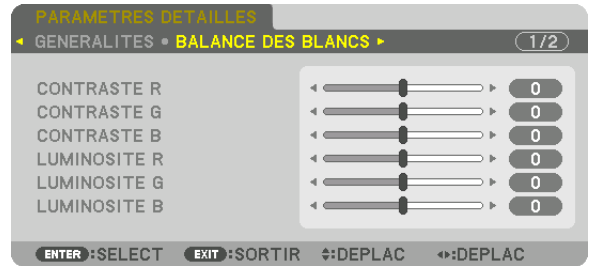 PARAMETRES DETAILLES
GENERALITES • BALANCE DES BLANCS 1/2
CONTRASTE R 0
CONTRASTE G 0
CONTRASTE B 0
LUMINOSITE R 0
LUMINOSITE G 0
LUMINOSITE B 0
ENTER :SELECT EXIT :SORTIR :DEPLAC :DEPLAC